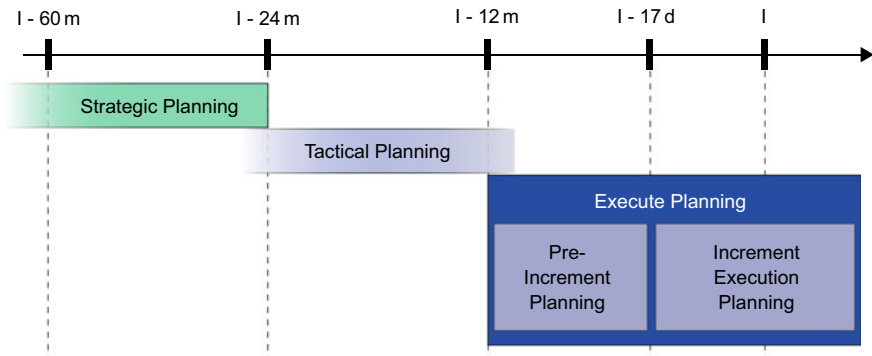 I - 60 m I - 24 m I - 12 m I - 17 d I
Strategic Planning
Tactical Planning
Execute Planning
Pre-
Increment
Planning
Increment
Execution
Planning